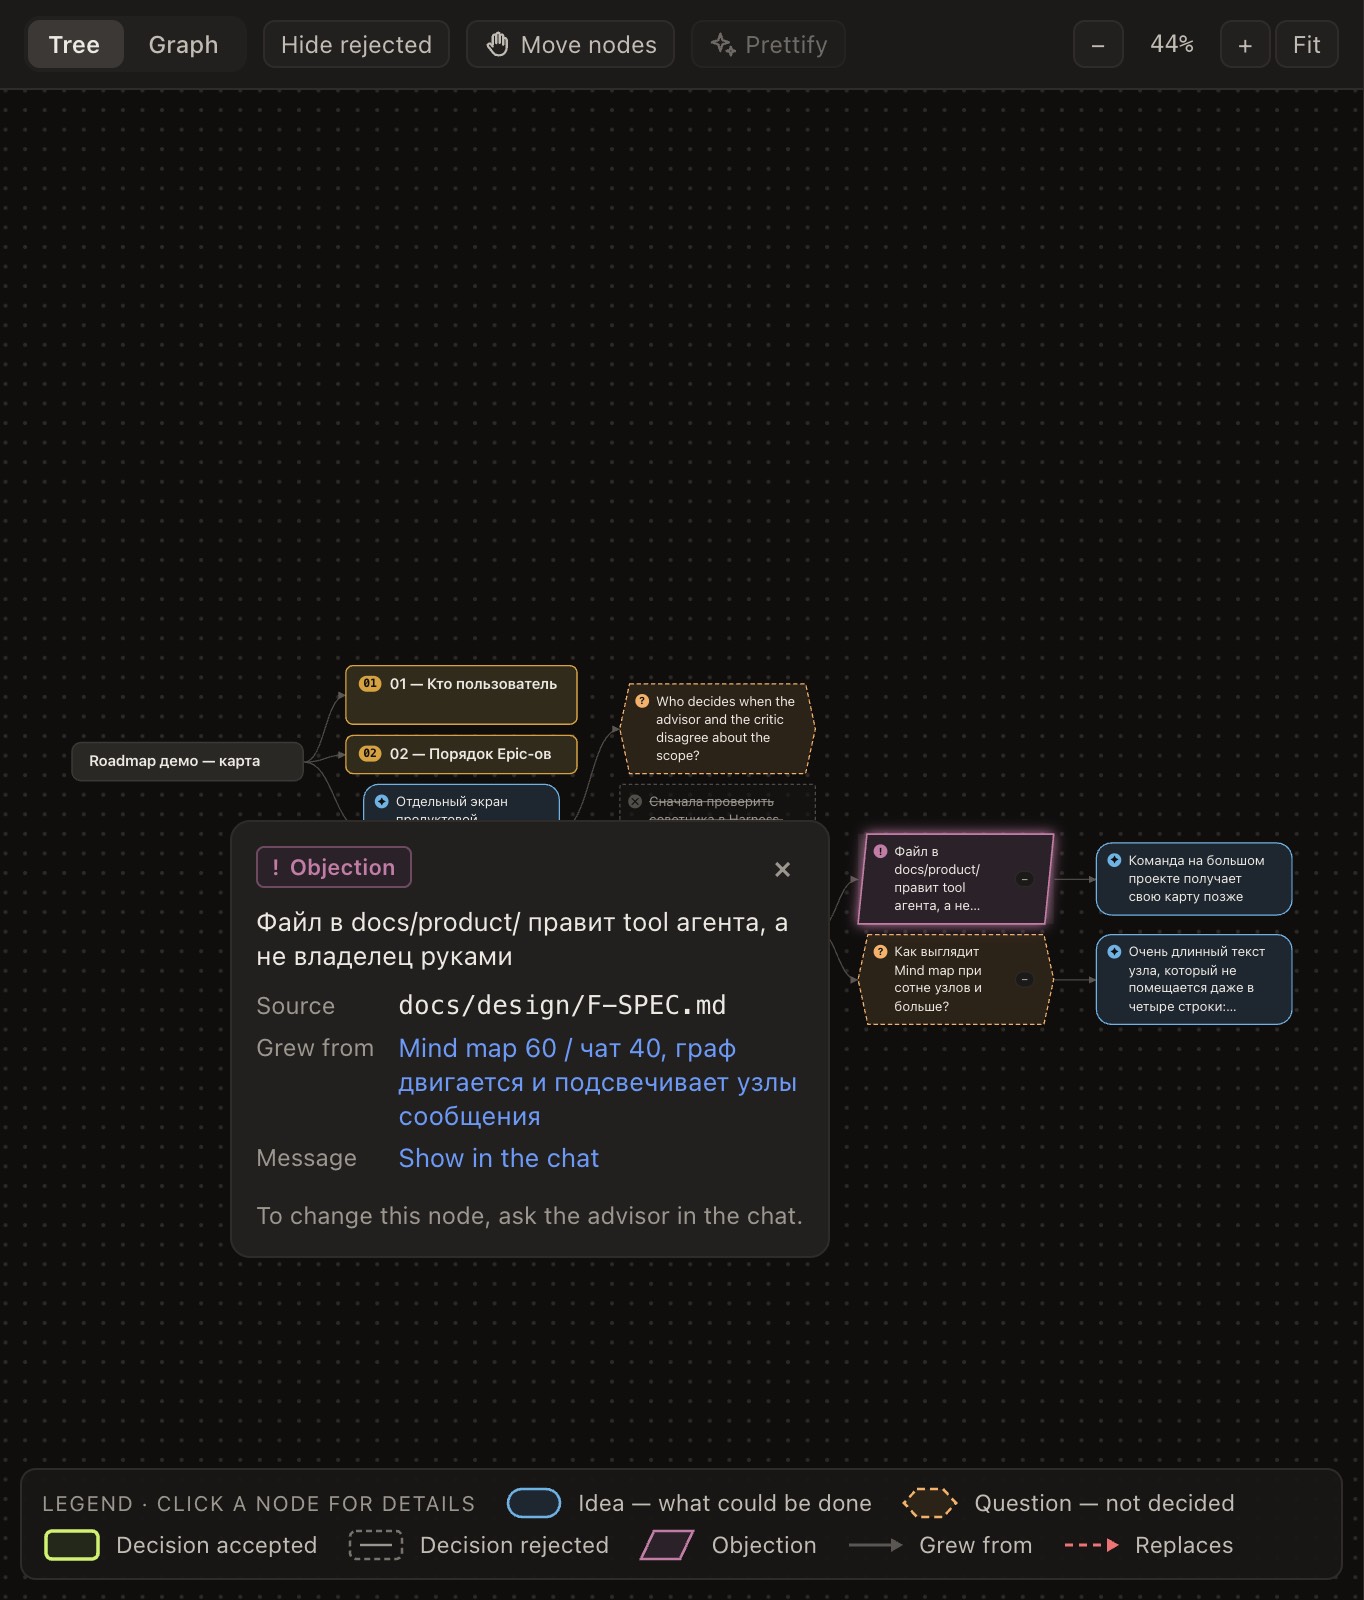 Tree Graph Hide rejected Move nodes Prettify − 44% + Fit
01 01 — Кто пользователь
02 02 — Порядок Epic-ов
Roadmap демо — карта
Отдельный экран
продуктовой
? Who decides when the
advisor and the critic
disagree about the
scope?
Сначала проверить
советника в Harness
! Objection ×
Файл в docs/product/ правит tool агента, а
не владелец руками
Source docs/design/F-SPEC.md
Grew from Mind map 60 / чат 40, граф
двигается и подсвечивает узлы
сообщения
Message Show in the chat
To change this node, ask the advisor in the chat.
! Файл в
docs/product/
правит tool
агента, а не…
? Как выглядит
Mind map при
сотне узлов и
больше?
Команда на большом
проекте получает
свою карту позже
Очень длинный текст
узла, который не
помещается даже в
четыре строки:…
LEGEND · CLICK A NODE FOR DETAILS Idea — what could be done Question — not decided
Decision accepted Decision rejected Objection Grew from Replaces